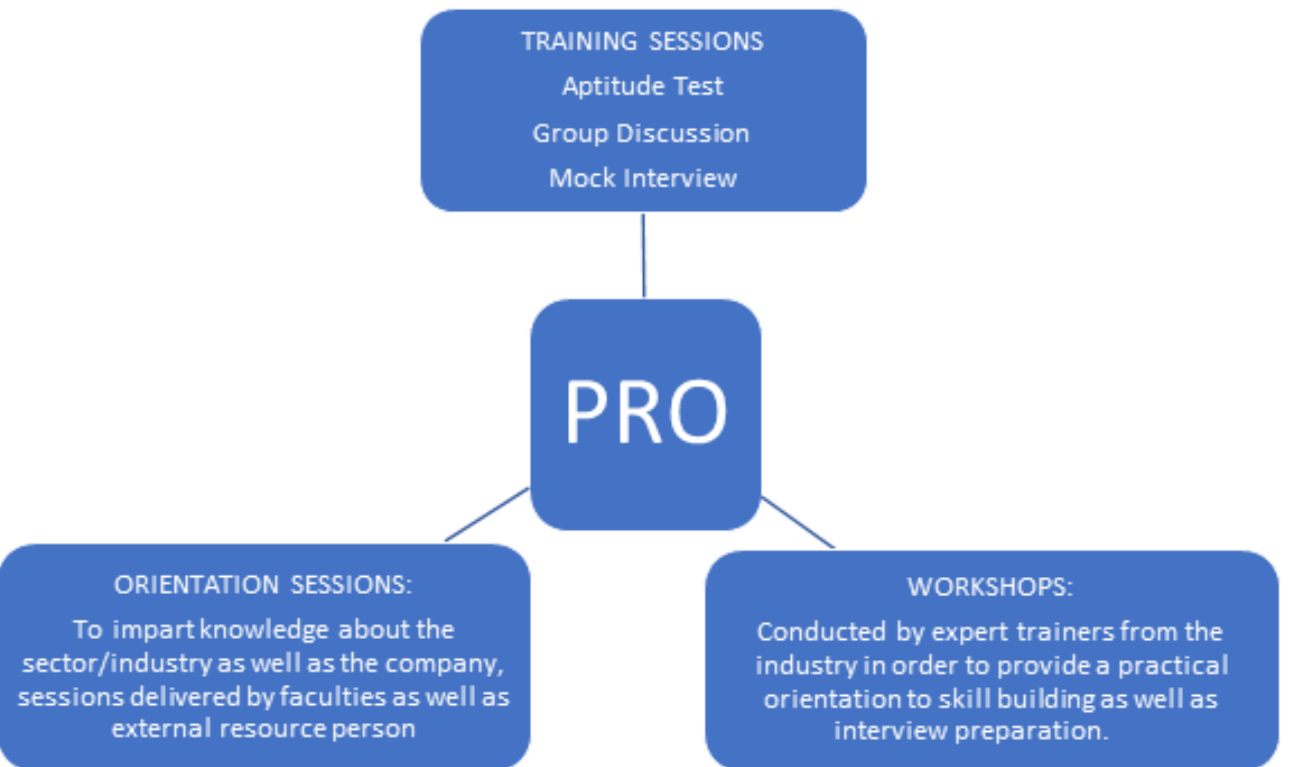 TRAINING SESSIONS
Aptitude Test
Group Discussion
Mock Interview
PRO
ORIENTATION SESSIONS:
To impart knowledge about the
sector/industry as well as the company,
sessions delivered by faculties as well as
external resource person
WORKSHOPS:
Conducted by expert trainers from the
industry in order to provide a practical
orientation to skill building as well as
interview preparation.